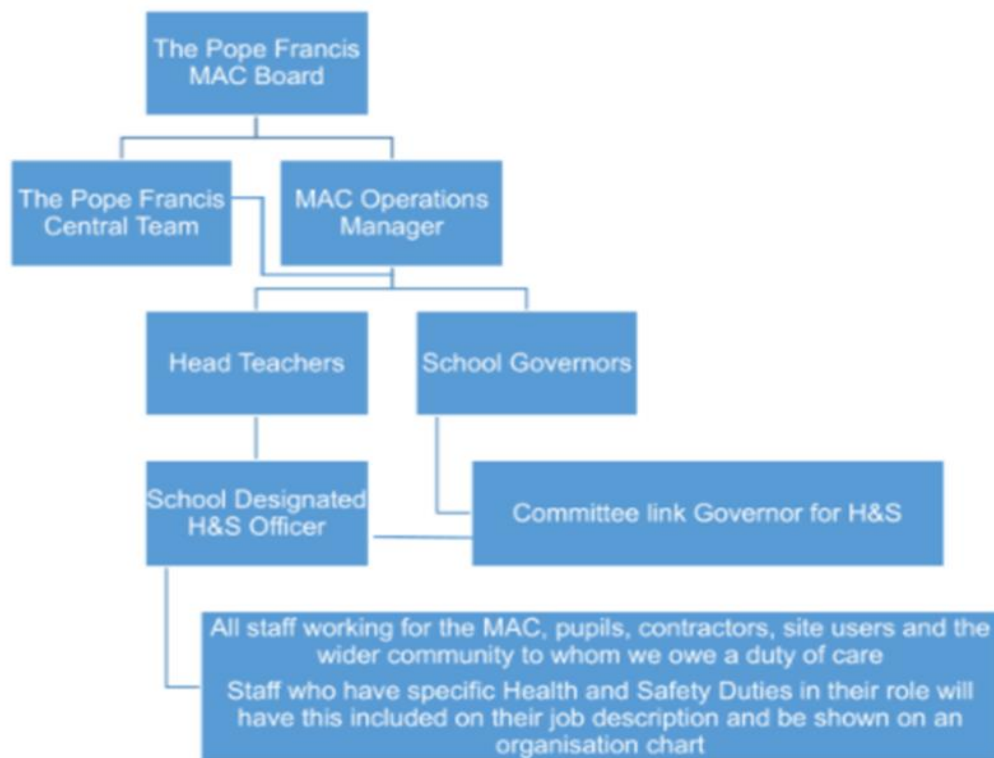 The Pope Francis
MAC Board
The Pope Francis
Central Team
MAC Operations
Manager
Head Teachers
School Governors
School Designated
H&S Officer
Committee link Governor for H&S
All staff working for the MAC, pupils, contractors, site users and the
wider community to whom we owe a duty of care
Staff who have specific Health and Safety Duties in their role will
have this included on their job description and be shown on an
organisation chart